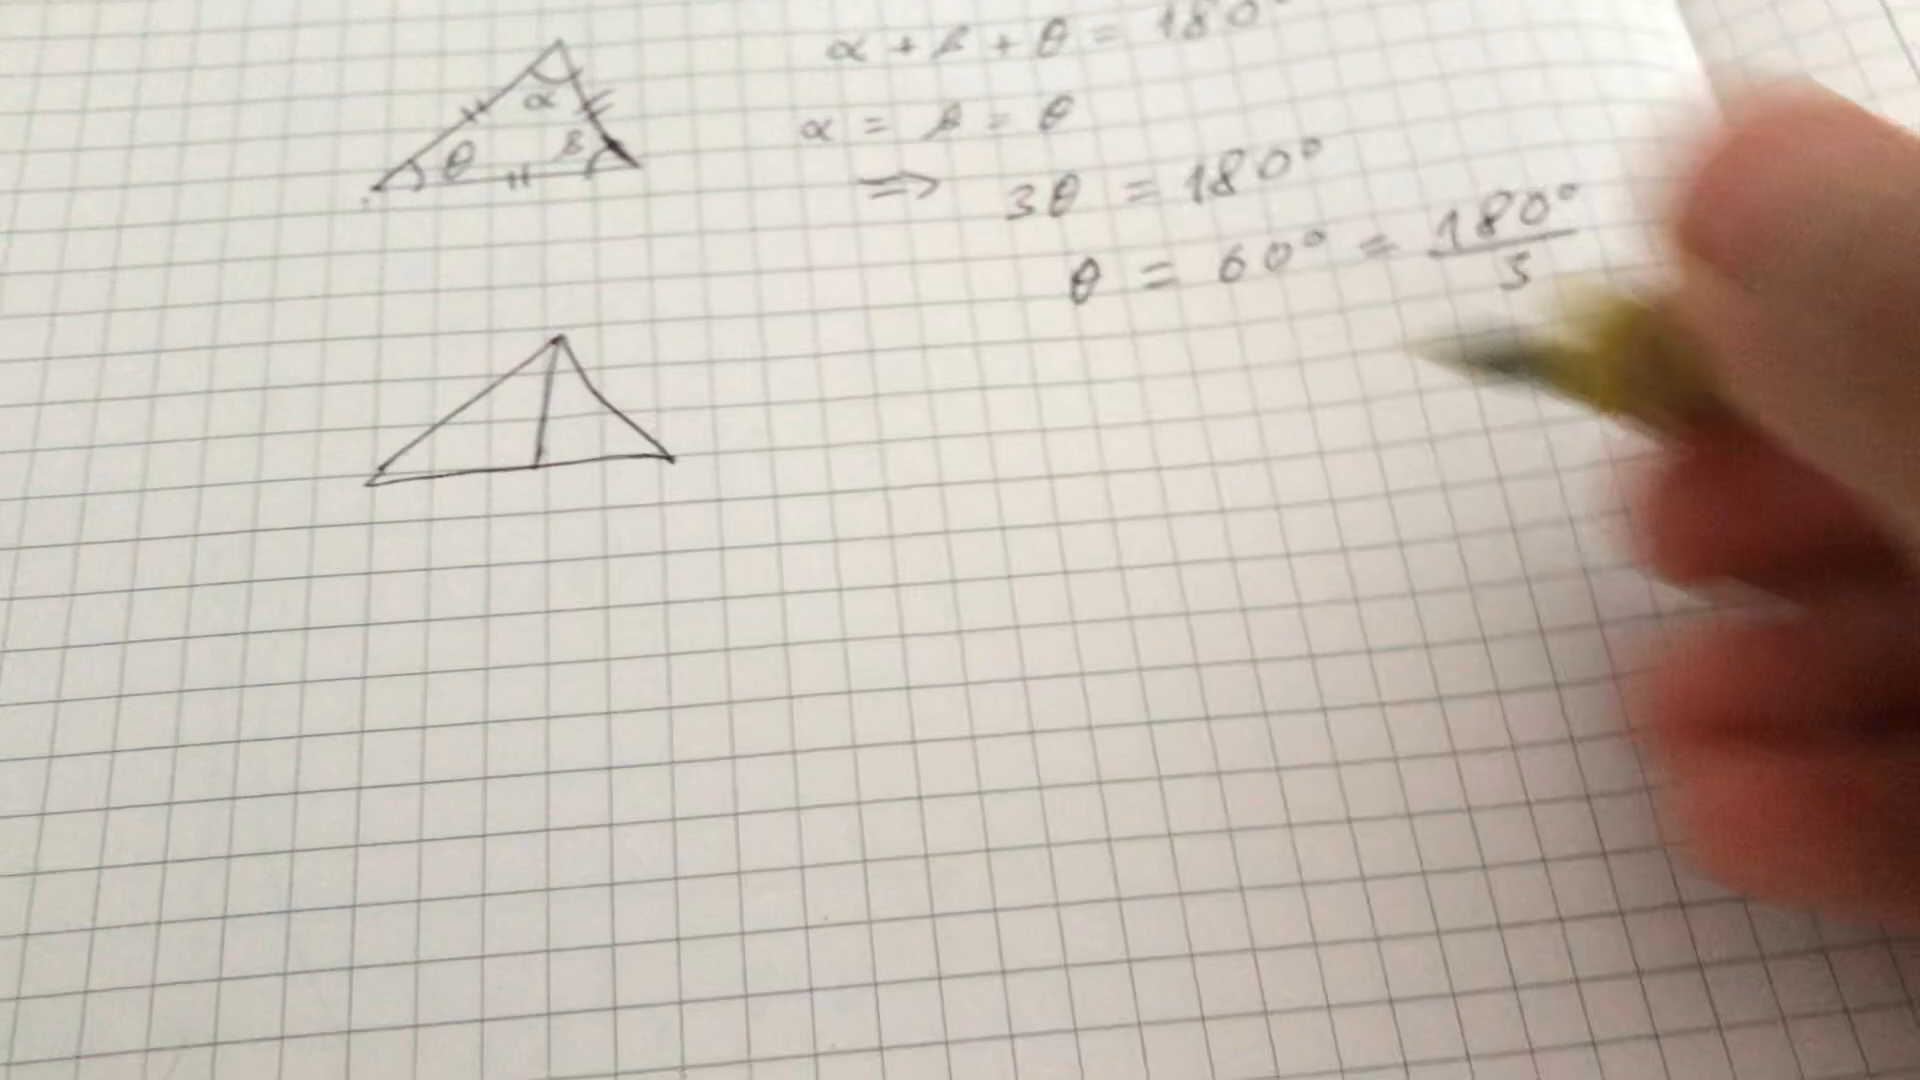 α + β + θ = 180°
α = β = θ
⇒ 3θ = 180°
θ = 60° = 180°/3
α
θ β